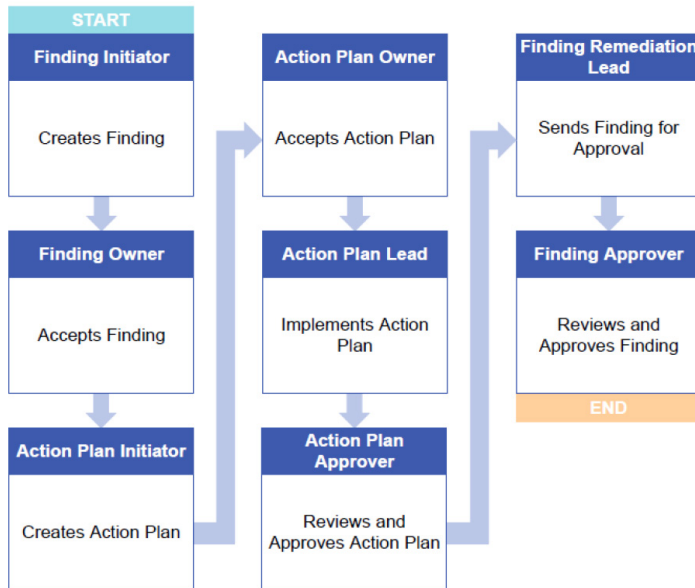 START
Finding Initiator
Creates Finding
Finding Owner
Accepts Finding
Action Plan Initiator
Creates Action Plan
Action Plan Owner
Accepts Action Plan
Action Plan Lead
Implements Action
Plan
Action Plan
Approver
Reviews and
Approves Action Plan
Finding Remediation
Lead
Sends Finding for
Approval
Finding Approver
Reviews and
Approves Finding
END